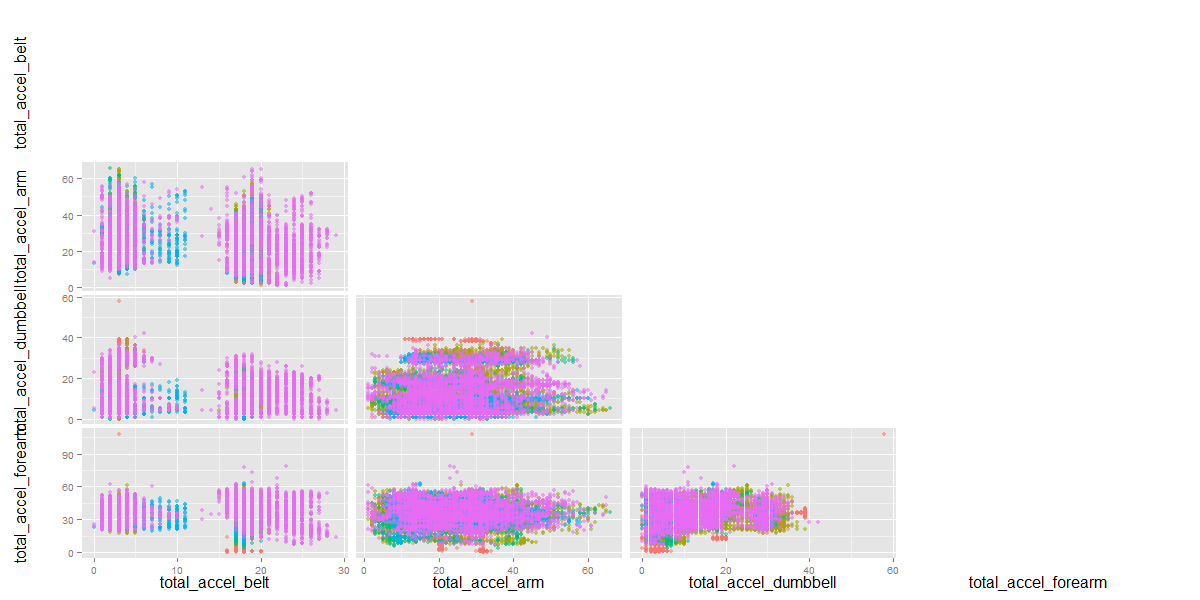 total_accel_belt
total_accel_arm
60
40
20
0
total_accel_dumbbell
60
40
20
0
total_accel_forearm
90
60
30
0
0 10 20 30
0 20 40 60
0 20 40 60
total_accel_belt total_accel_arm total_accel_dumbbell total_accel_forearm